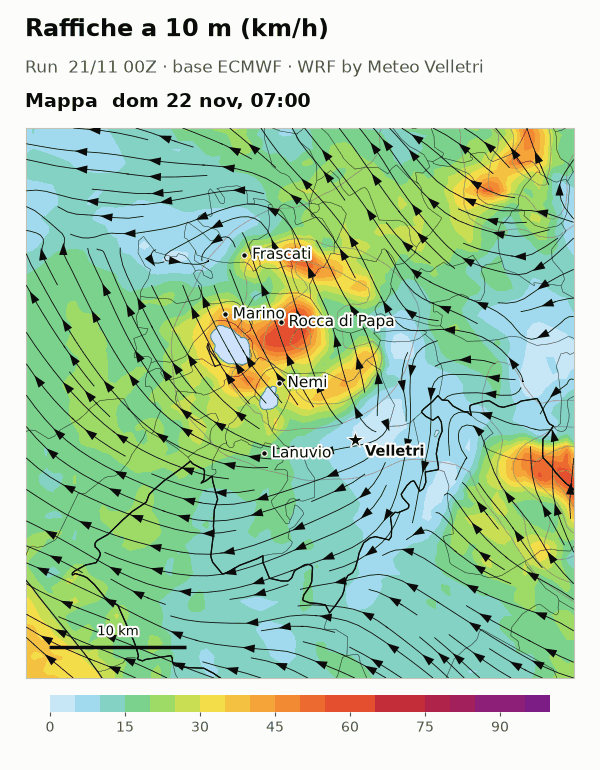 Raffiche a 10 m (km/h)
Run  21/11 00Z · base ECMWF · WRF by Meteo Velletri
Mappa  dom 22 nov, 07:00
Frascati
Marino
Rocca di Papa
Nemi
Velletri
Lanuvio
10 km
0 15 30 45 60 75 90